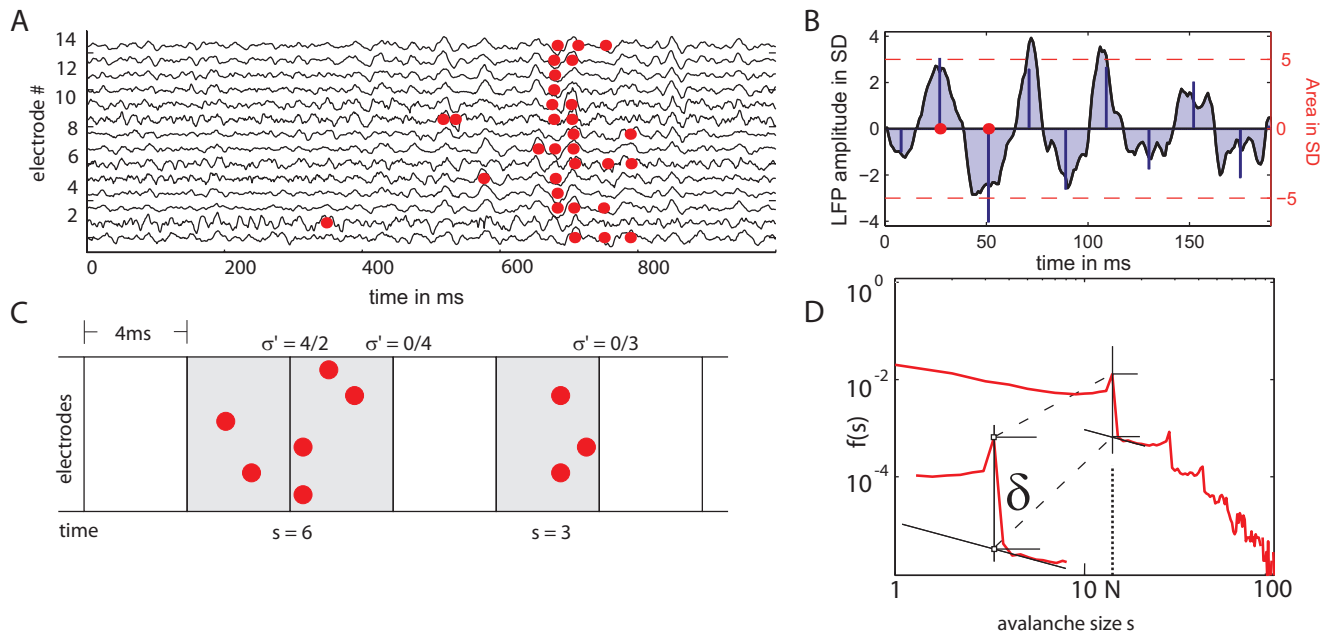 A
14
12
10
8
6
4
2
electrode #
0 200 400 600 800
time in ms
B
4
2
0
−2
−4
LFP amplitude in SD
5
0
−5
Area in SD
0 50 100 150
time in ms
C
4ms
σ' = 4/2 σ' = 0/4 σ' = 0/3
electrodes
time s = 6 s = 3
D
10⁰
10⁻²
10⁻⁴
f(s)
δ
1 10 N 100
avalanche size s